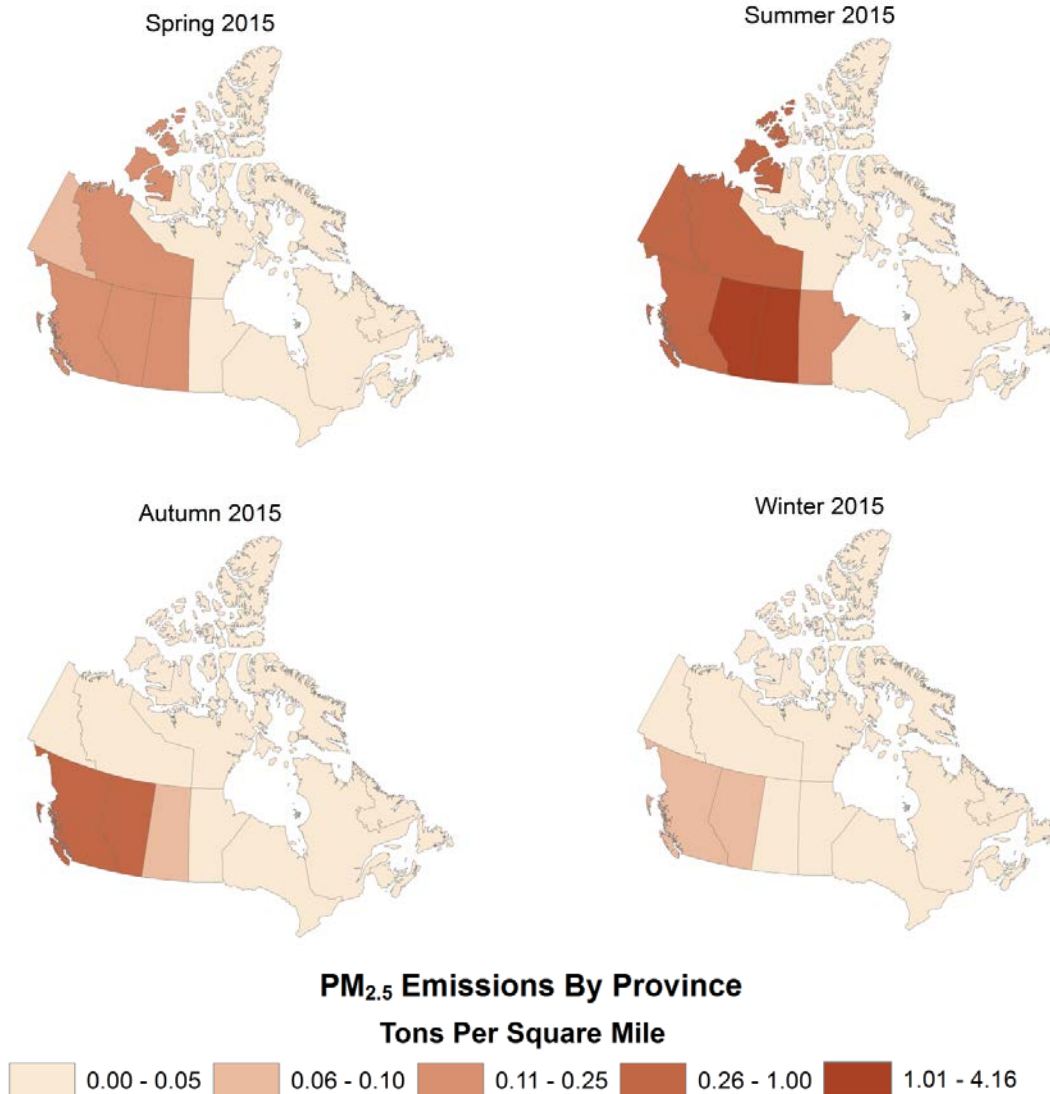 Spring 2015
Summer 2015
Autumn 2015
Winter 2015
PM₂.₅ Emissions By Province
Tons Per Square Mile
0.00 - 0.05 0.06 - 0.10 0.11 - 0.25 0.26 - 1.00 1.01 - 4.16